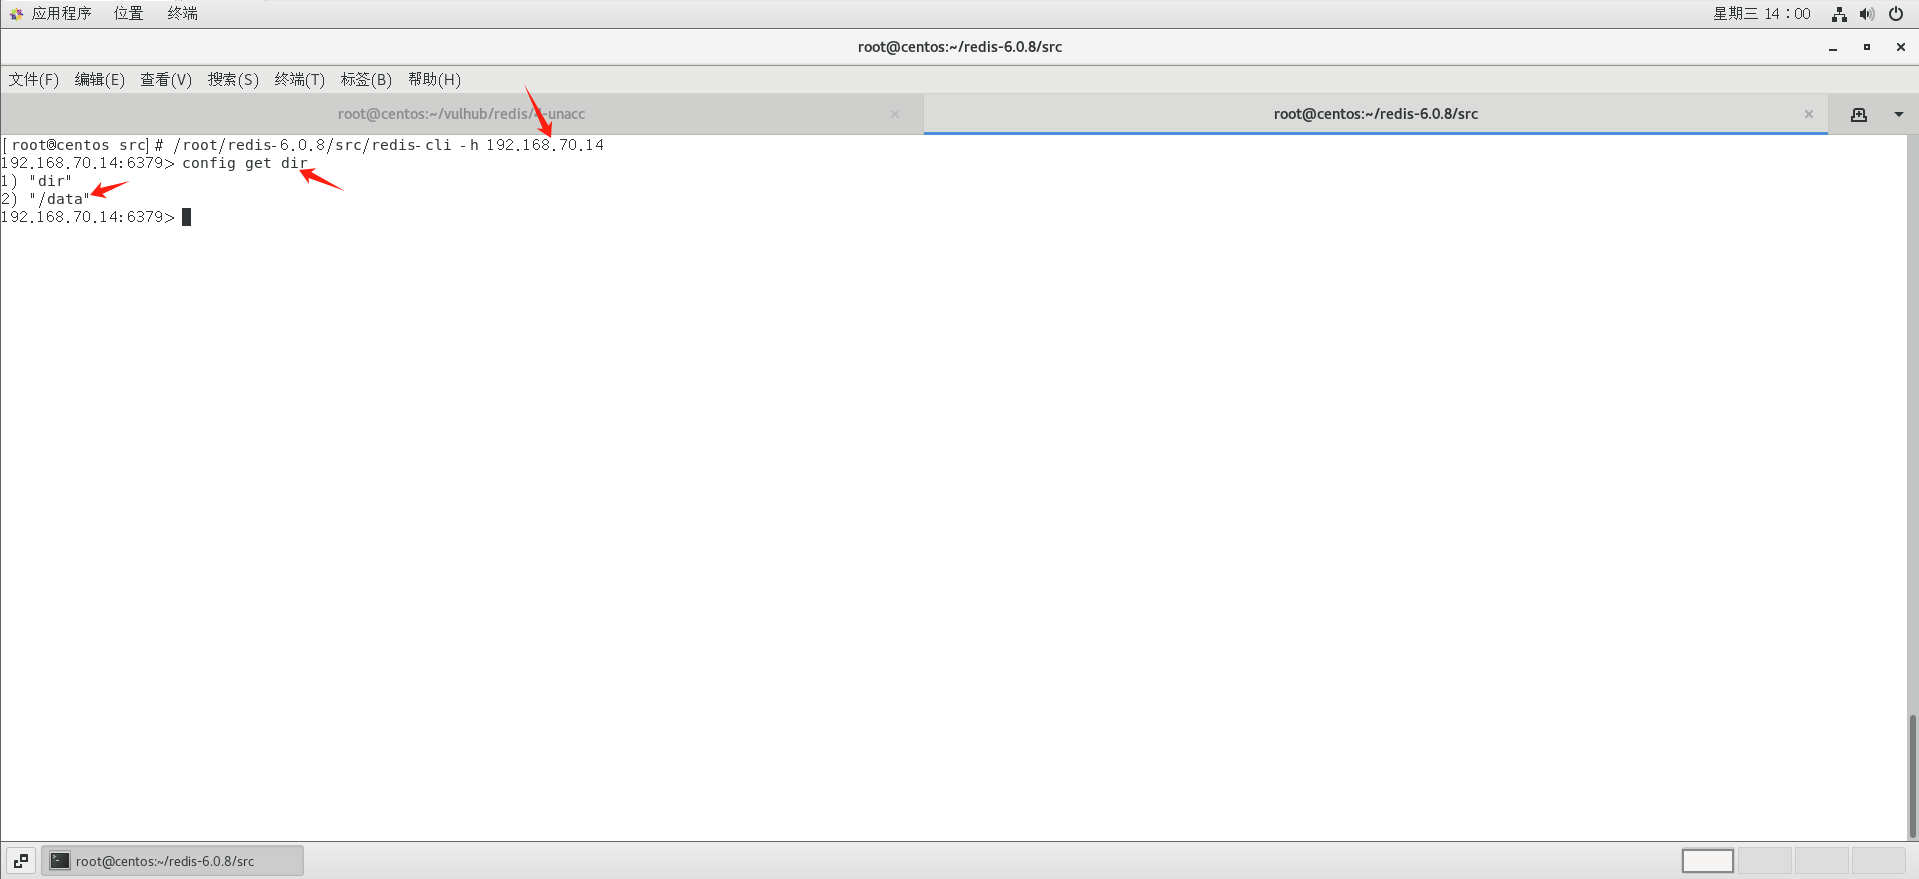 应用程序 位置 终端 星期三 14：00
root@centos:~/redis-6.0.8/src
文件(F) 编辑(E) 查看(V) 搜索(S) 终端(T) 标签(B) 帮助(H)
root@centos:~/vulhub/redis/4-unacc root@centos:~/redis-6.0.8/src
[root@centos src]# /root/redis-6.0.8/src/redis-cli -h 192.168.70.14
192.168.70.14:6379> config get dir
1) "dir"
2) "/data"
192.168.70.14:6379>
root@centos:~/redis-6.0.8/src